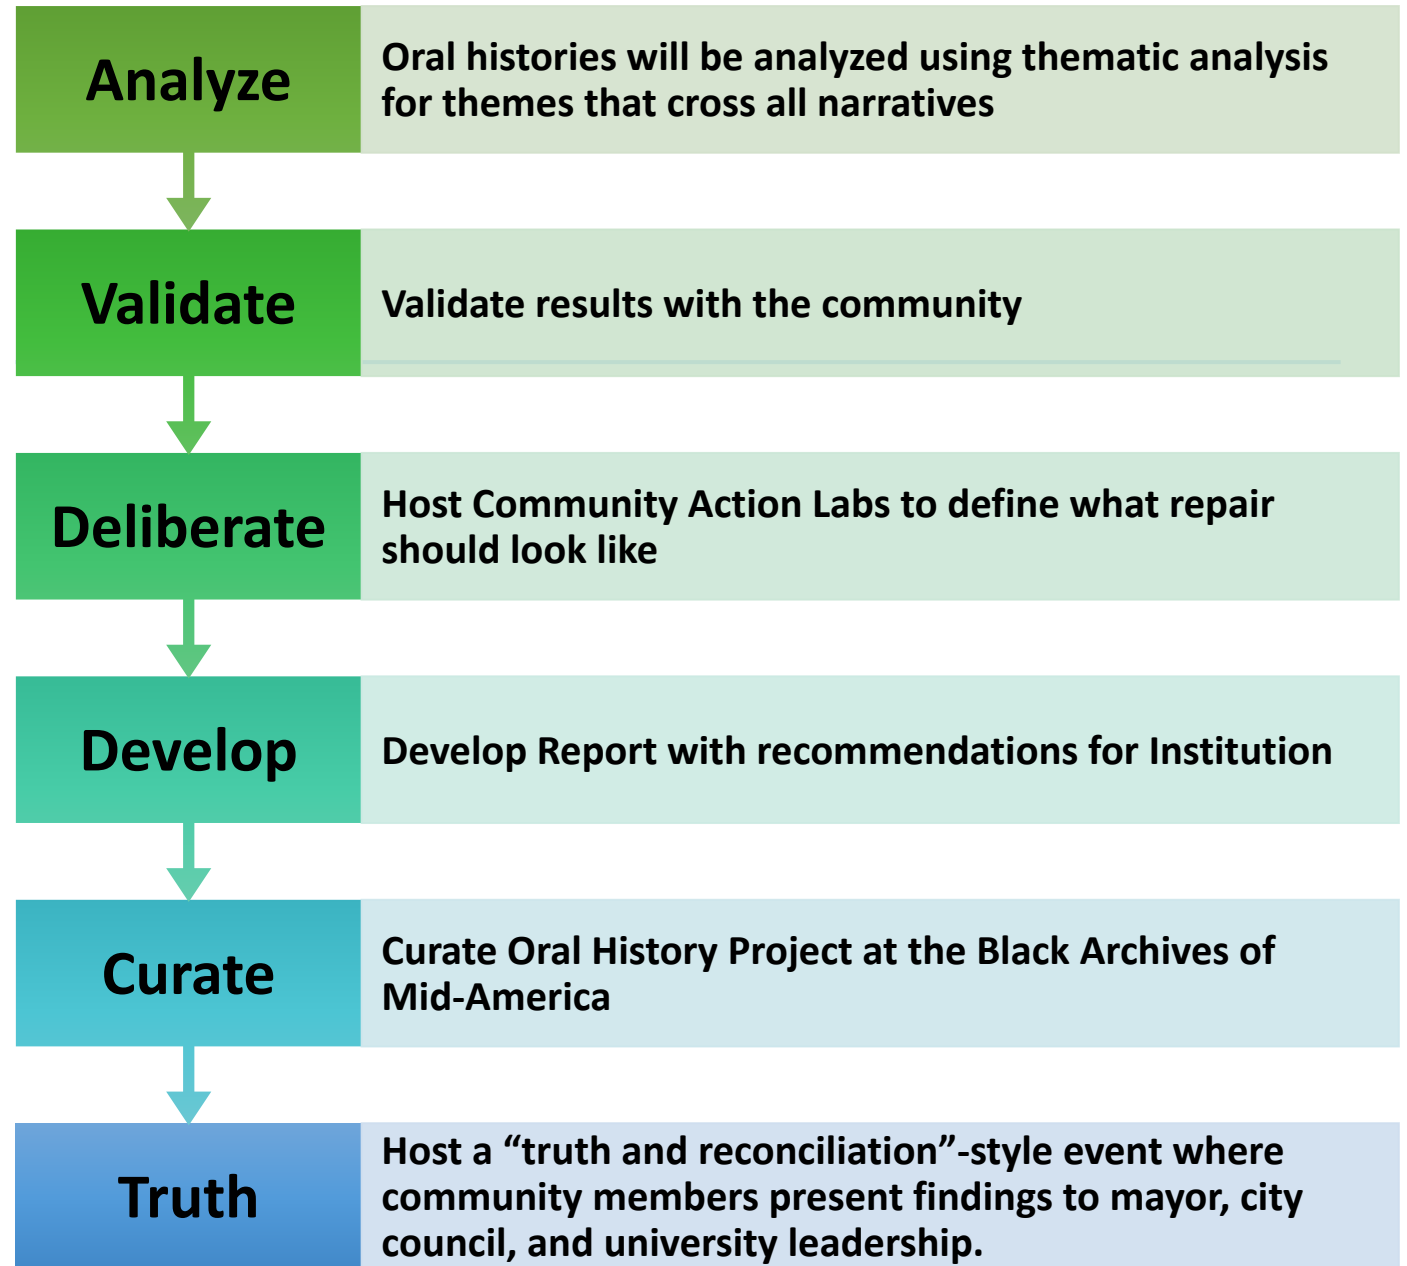 Analyze
Oral histories will be analyzed using thematic analysis
for themes that cross all narratives
Validate
Validate results with the community
Deliberate
Host Community Action Labs to define what repair
should look like
Develop
Develop Report with recommendations for Institution
Curate
Curate Oral History Project at the Black Archives of
Mid-America
Truth
Host a “truth and reconciliation”-style event where
community members present findings to mayor, city
council, and university leadership.